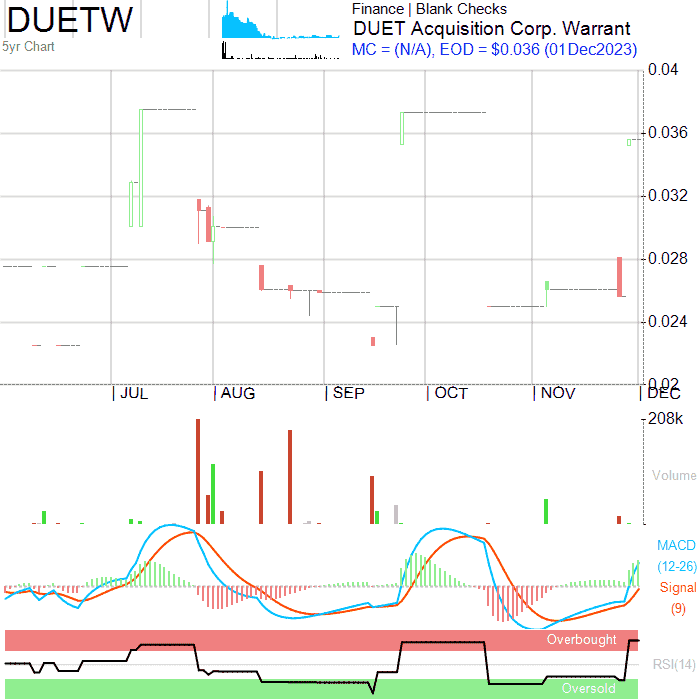 DUETW
5yr Chart
Finance | Blank Checks
DUET Acquisition Corp. Warrant
MC = (N/A), EOD = $0.036 (01Dec2023)
0.04
0.036
0.032
0.028
0.024
0.02
| JUL | AUG | SEP | OCT | NOV | DEC
208k
Volume
MACD
(12-26)
Signal
(9)
Overbought
RSI(14)
Oversold